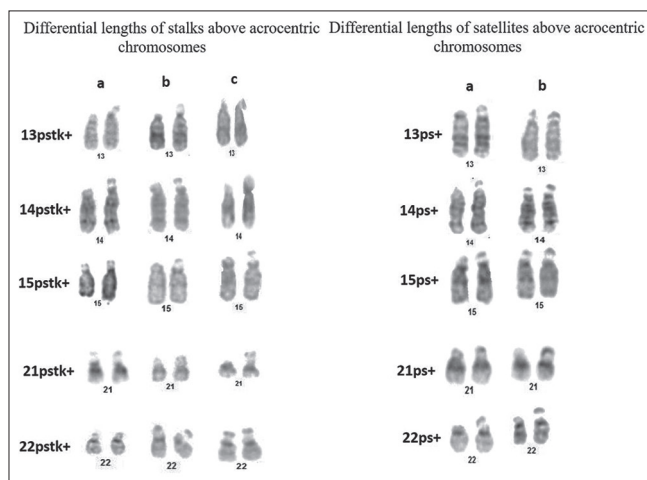 Differential lengths of stalks above acrocentric
chromosomes
a b c
13pstk+
13 13 13
14pstk+
14 14 14
15pstk+
15 15 15
21pstk+
21 21 21
22pstk+
22 22 22
Differential lengths of satellites above acrocentric
chromosomes
a b
13ps+
13 13
14ps+
14 14
15ps+
15 15
21ps+
21 21
22ps+
22 22